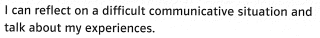 I can reflect on a difficult communicative situation and
talk about my experiences.